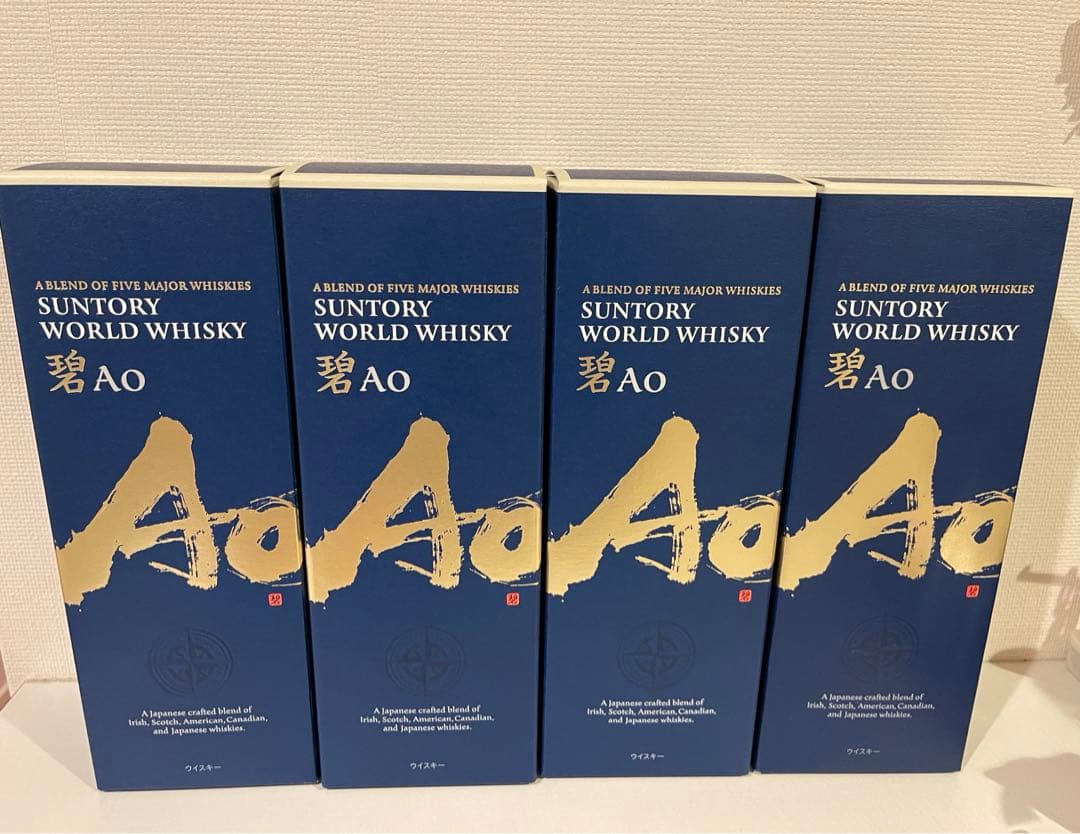 A BLEND OF FIVE MAJOR WHISKIES
SUNTORY
WORLD WHISKY
碧 AO
Ao
碧
A Japanese crafted blend of
Irish, Scotch, American, Canadian,
and Japanese whiskies.
ウイスキー
A BLEND OF FIVE MAJOR WHISKIES
SUNTORY
WORLD WHISKY
碧 AO
Ao
碧
A Japanese crafted blend of
Irish, Scotch, American, Canadian,
and Japanese whiskies.
ウイスキー
A BLEND OF FIVE MAJOR WHISKIES
SUNTORY
WORLD WHISKY
碧 AO
Ao
碧
A Japanese crafted blend of
Irish, Scotch, American, Canadian,
and Japanese whiskies.
ウイスキー
A BLEND OF FIVE MAJOR WHISKIES
SUNTORY
WORLD WHISKY
碧 AO
Ao
碧
A Japanese crafted blend of
Irish, Scotch, American, Canadian,
and Japanese whiskies.
ウイスキー